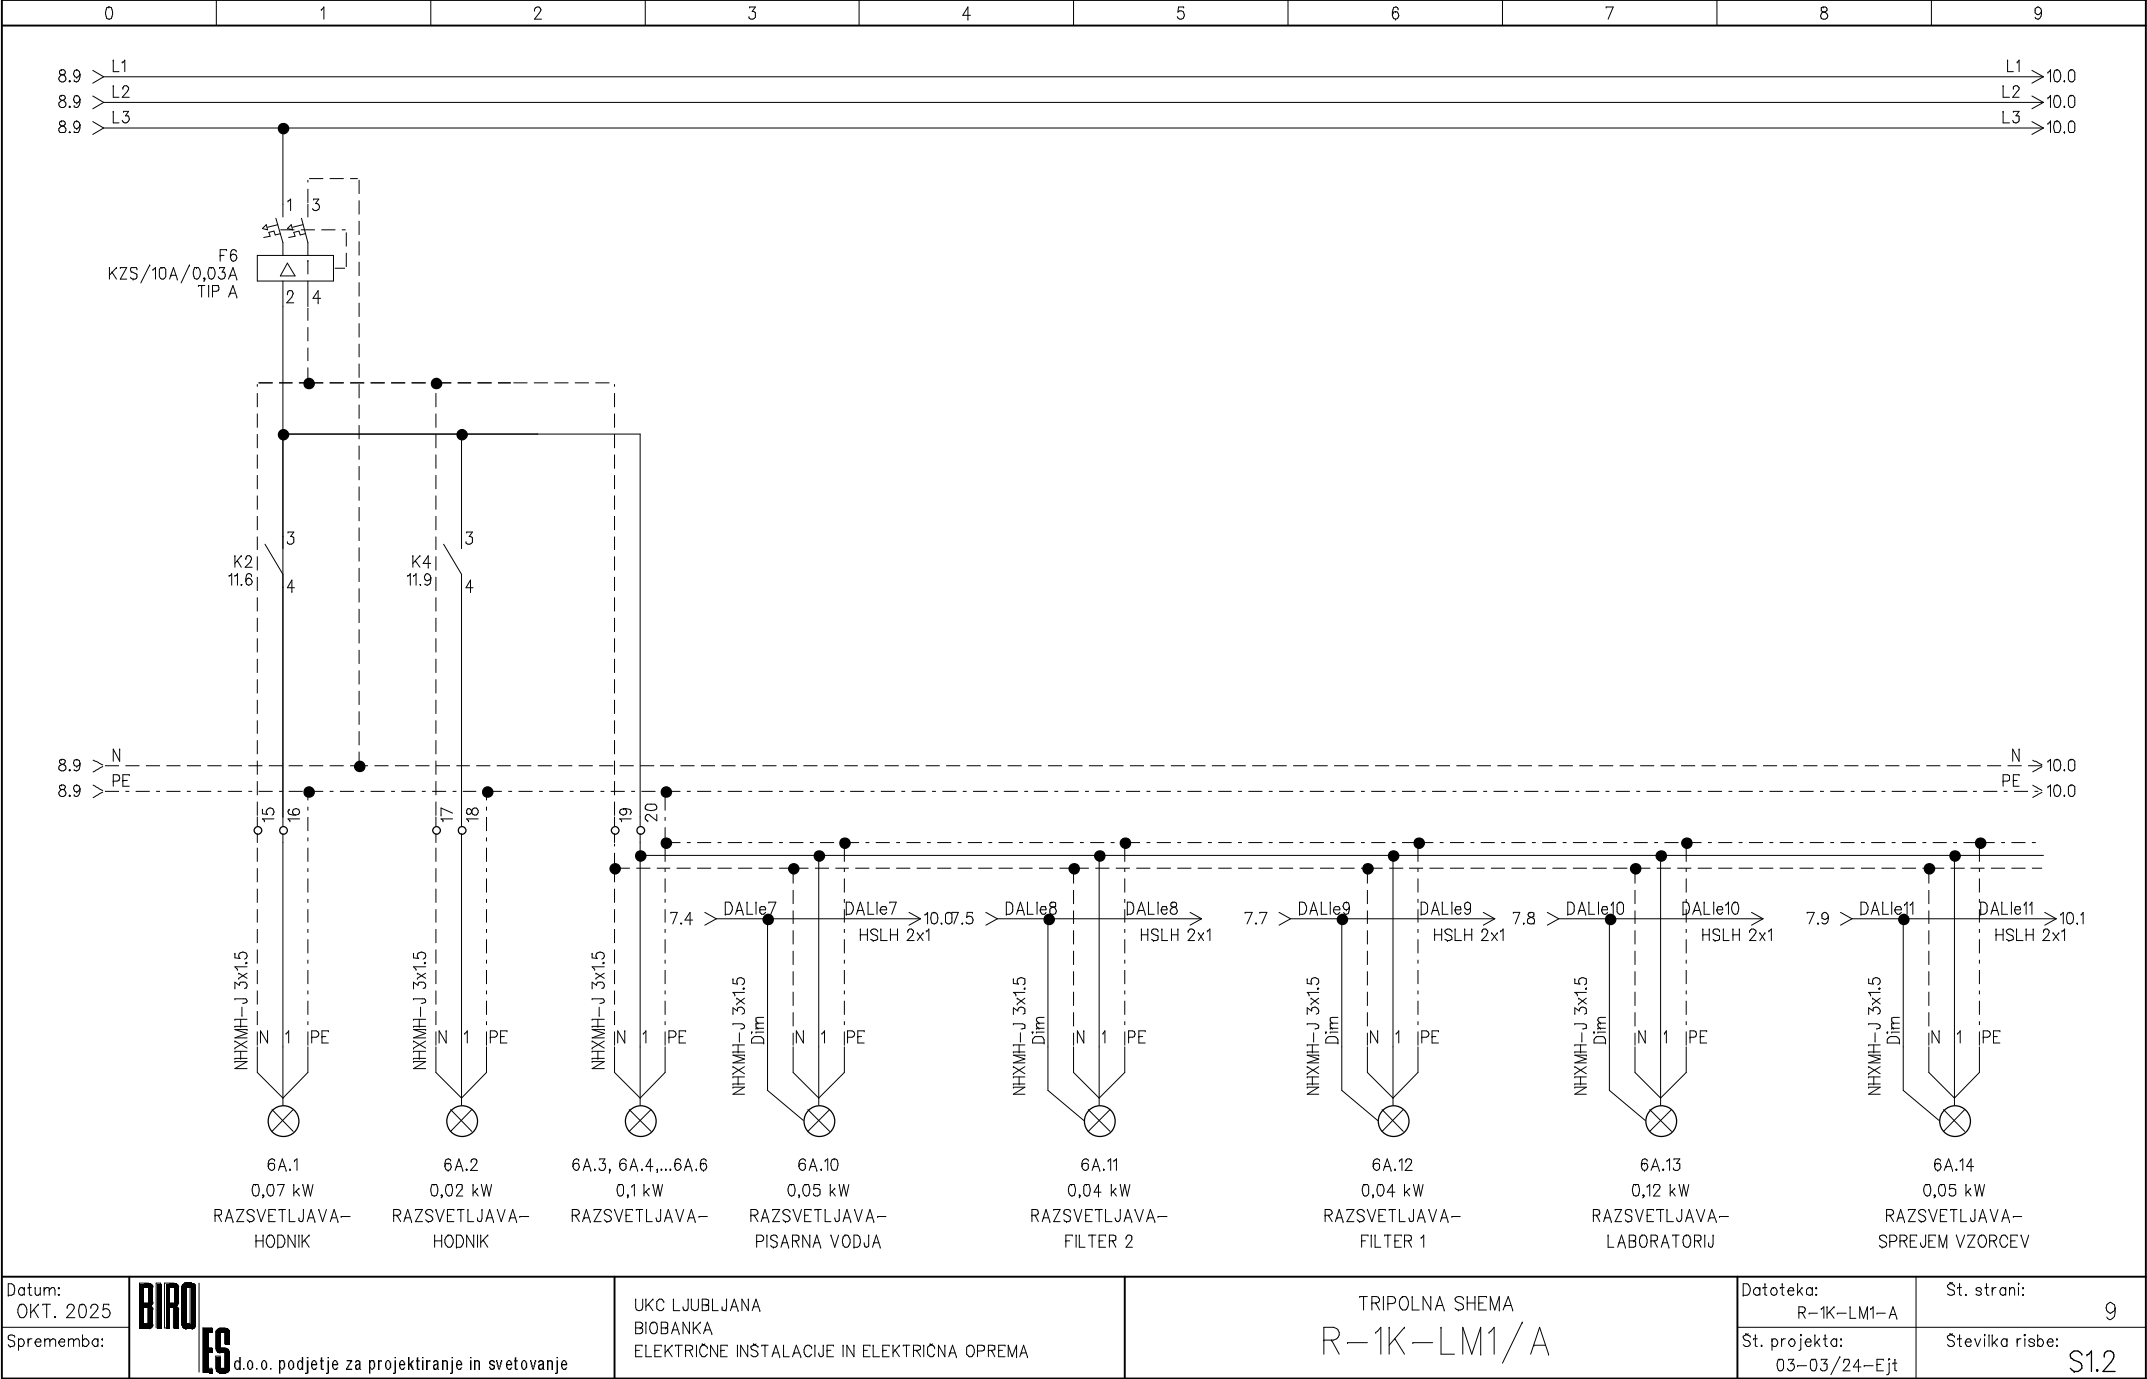 0 1 2 3 4 5 6 7 8 9
8.9 L1 L1 10.0
8.9 L2 L2 10.0
8.9 L3 L3 10.0
1 3
F6
KZS/10A/0,03A
TIP A
2 4
3 3
K2 K4
11.6 11.9
4 4
8.9 N N 10.0
8.9 PE PE 10.0
15 16 17 18 19 20
7.4 DALIe7 DALIe7 10.0 7.5 DALIe8 DALIe8 7.7 DALIe9 DALIe9 7.8 DALIe10 DALIe10 7.9 DALIe11 DALIe11 10.1
HSLH 2x1 HSLH 2x1 HSLH 2x1 HSLH 2x1 HSLH 2x1
NHXMH-J 3x1.5 NHXMH-J 3x1.5 NHXMH-J 3x1.5 NHXMH-J 3x1.5 NHXMH-J 3x1.5 NHXMH-J 3x1.5 NHXMH-J 3x1.5 NHXMH-J 3x1.5
Dim Dim Dim Dim Dim
N 1 PE N 1 PE N 1 PE N 1 PE N 1 PE N 1 PE N 1 PE N 1 PE
6A.1 6A.2 6A.3, 6A.4,...6A.6 6A.10 6A.11 6A.12 6A.13 6A.14
0,07 kW 0,02 kW 0,1 kW 0,05 kW 0,04 kW 0,04 kW 0,12 kW 0,05 kW
RAZSVETLJAVA- RAZSVETLJAVA- RAZSVETLJAVA- RAZSVETLJAVA- RAZSVETLJAVA- RAZSVETLJAVA- RAZSVETLJAVA- RAZSVETLJAVA-
HODNIK HODNIK PISARNA VODJA FILTER 2 FILTER 1 LABORATORIJ SPREJEM VZORCEV
Datum:
OKT. 2025
Sprememba:
BIRO
ES d.o.o. podjetje za projektiranje in svetovanje
UKC LJUBLJANA
BIOBANKA
ELEKTRIČNE INŠTALACIJE IN ELEKTRIČNA OPREMA
TRIPOLNA SHEMA
R-1K-LM1/A
Datoteka:
R-1K-LM1-A
Št. projekta:
03-03/24-Ejt
Št. strani:
9
Številka risbe:
S1.2